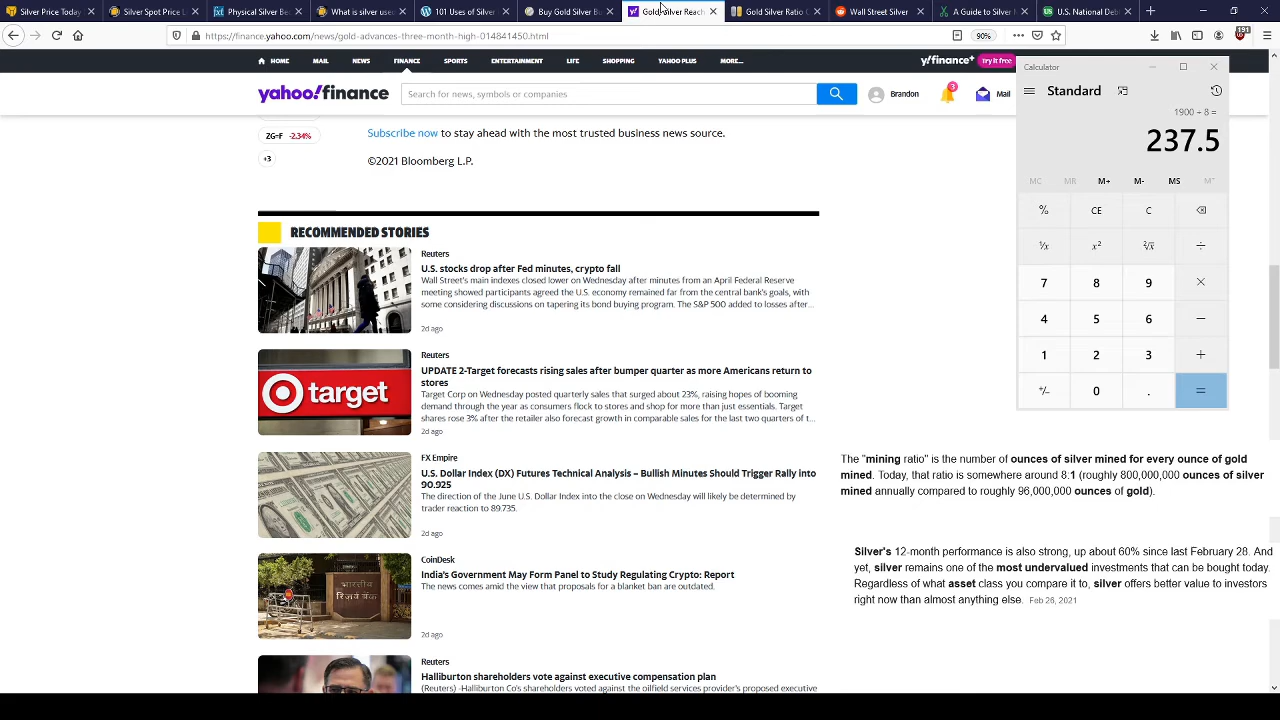 Silver Price Today
Silver Spot Price
Physical Silver
What is silver used
101 Uses of Silver
Buy Gold Silver
Gold Silver Reach
Gold Silver Ratio
Wall Street Silver
A Guide to Silver
U.S. National Deb
https://finance.yahoo.com/news/gold-advances-three-month-high-014841450.html
90%
191
HOME MAIL NEWS FINANCE SPORTS ENTERTAINMENT LIFE SHOPPING YAHOO PLUS MORE...
y!finance+ Try it free
yahoo!finance
Search for news, symbols or companies
Brandon
3
Mail
ZG=F -2.34%
+3
Subscribe now to stay ahead with the most trusted business news source.
©2021 Bloomberg L.P.
RECOMMENDED STORIES
Reuters
U.S. stocks drop after Fed minutes, crypto fall
Wall Street's main indexes closed lower on Wednesday after minutes from an April Federal Reserve
meeting showed participants agreed the U.S. economy remained far from the central bank's goals, with
some considering discussions on tapering its bond buying program. The S&P 500 added to losses after...
2d ago
target
Reuters
UPDATE 2-Target forecasts rising sales after bumper quarter as more Americans return to
stores
Target Corp on Wednesday posted quarterly sales that surged about 23%, raising hopes of booming
demand through the year as consumers flock to stores and shop for more than just essentials. Target
shares rose 3% after the retailer also forecast growth in comparable sales for the last two quarters of t...
2d ago
FX Empire
U.S. Dollar Index (DX) Futures Technical Analysis – Bullish Minutes Should Trigger Rally into
90.925
The direction of the June U.S. Dollar Index into the close on Wednesday will likely be determined by
trader reaction to 89.735.
2d ago
CoinDesk
India's Government May Form Panel to Study Regulating Crypto: Report
The news comes amid the view that proposals for a blanket ban are outdated.
2d ago
Reuters
Halliburton shareholders vote against executive compensation plan
(Reuters) -Halliburton Co's shareholders voted against the oilfield services provider's proposed executive
Calculator
Standard
1900 ÷ 8 =
237.5
MC MR M+ M- MS M˅
% CE C
¹/x x² ²√x ÷
7 8 9 ×
4 5 6 −
1 2 3 +
+/− 0 . =
The "mining ratio" is the number of ounces of silver mined for every ounce of gold
mined. Today, that ratio is somewhere around 8:1 (roughly 800,000,000 ounces of silver
mined annually compared to roughly 96,000,000 ounces of gold).
Silver's 12-month performance is also strong, up about 60% since last February 28. And
yet, silver remains one of the most undervalued investments that can be bought today.
Regardless of what asset class you compare it to, silver offers better value to investors
right now than almost anything else. Feb 26, 2021